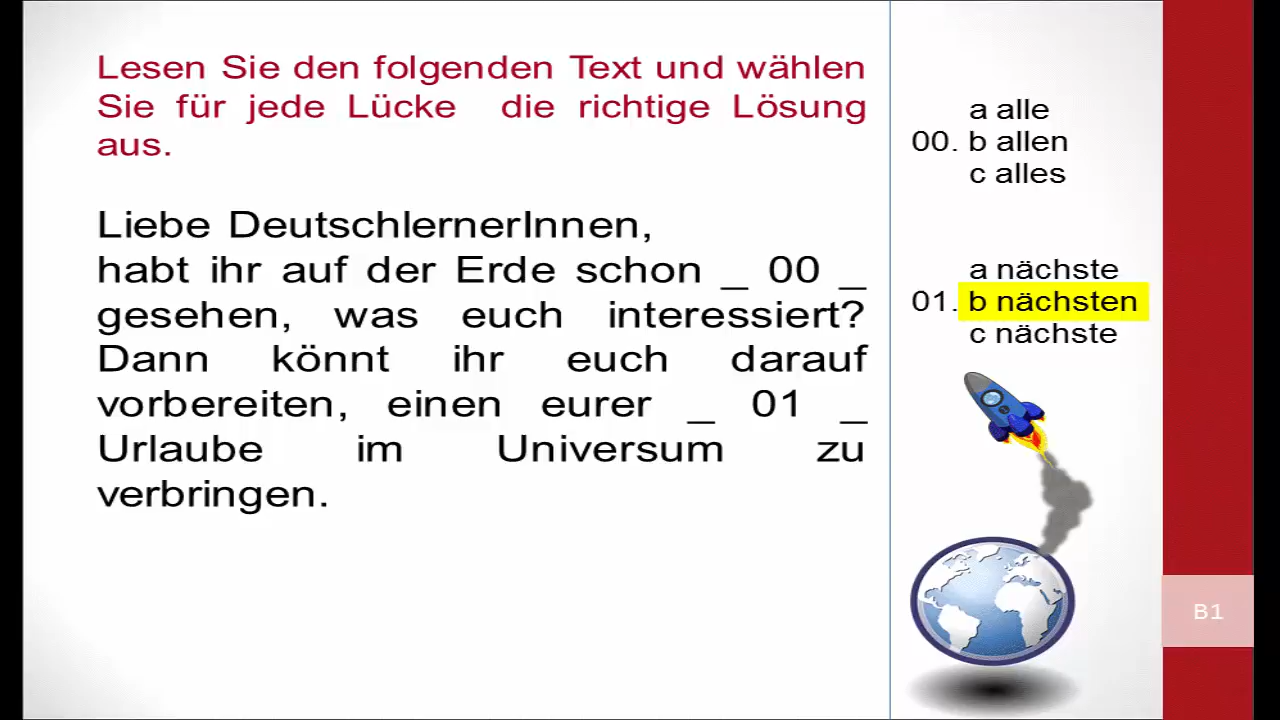 Lesen Sie den folgenden Text und wählen
Sie für jede Lücke die richtige Lösung
aus.
Liebe DeutschlernerInnen,
habt ihr auf der Erde schon _ 00 _
gesehen, was euch interessiert?
Dann könnt ihr euch darauf
vorbereiten, einen eurer _ 01 _
Urlaube im Universum zu
verbringen.
a alle
00. b allen
c alles
a nächste
01. b nächsten
c nächste
B1